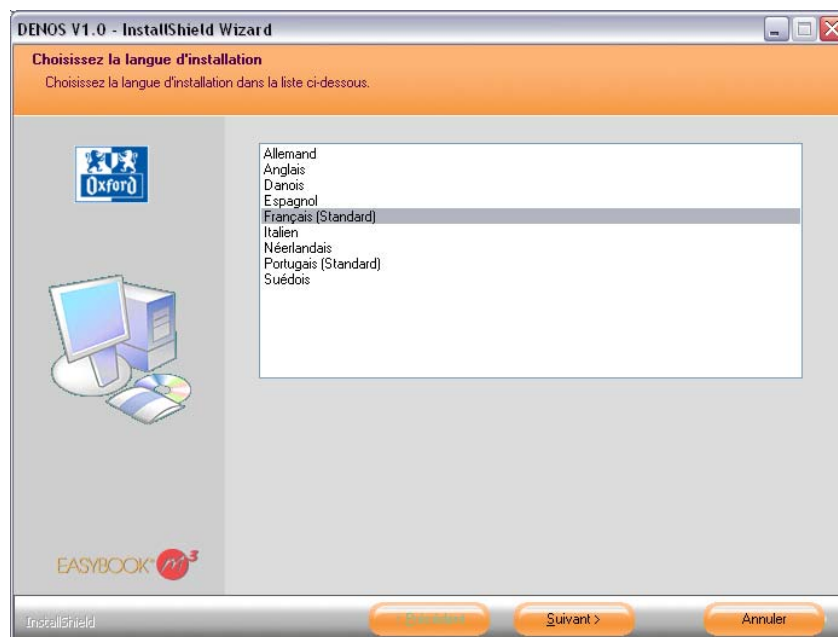 DENOS V1.0 - InstallShield Wizard
Choisissez la langue d'installation
Choisissez la langue d'installation dans la liste ci-dessous.
Oxford
Allemand
Anglais
Danois
Espagnol
Français (Standard)
Italien
Néerlandais
Portugais (Standard)
Suédois
EASYBOOK m3
InstallShield
< Précédent
Suivant >
Annuler